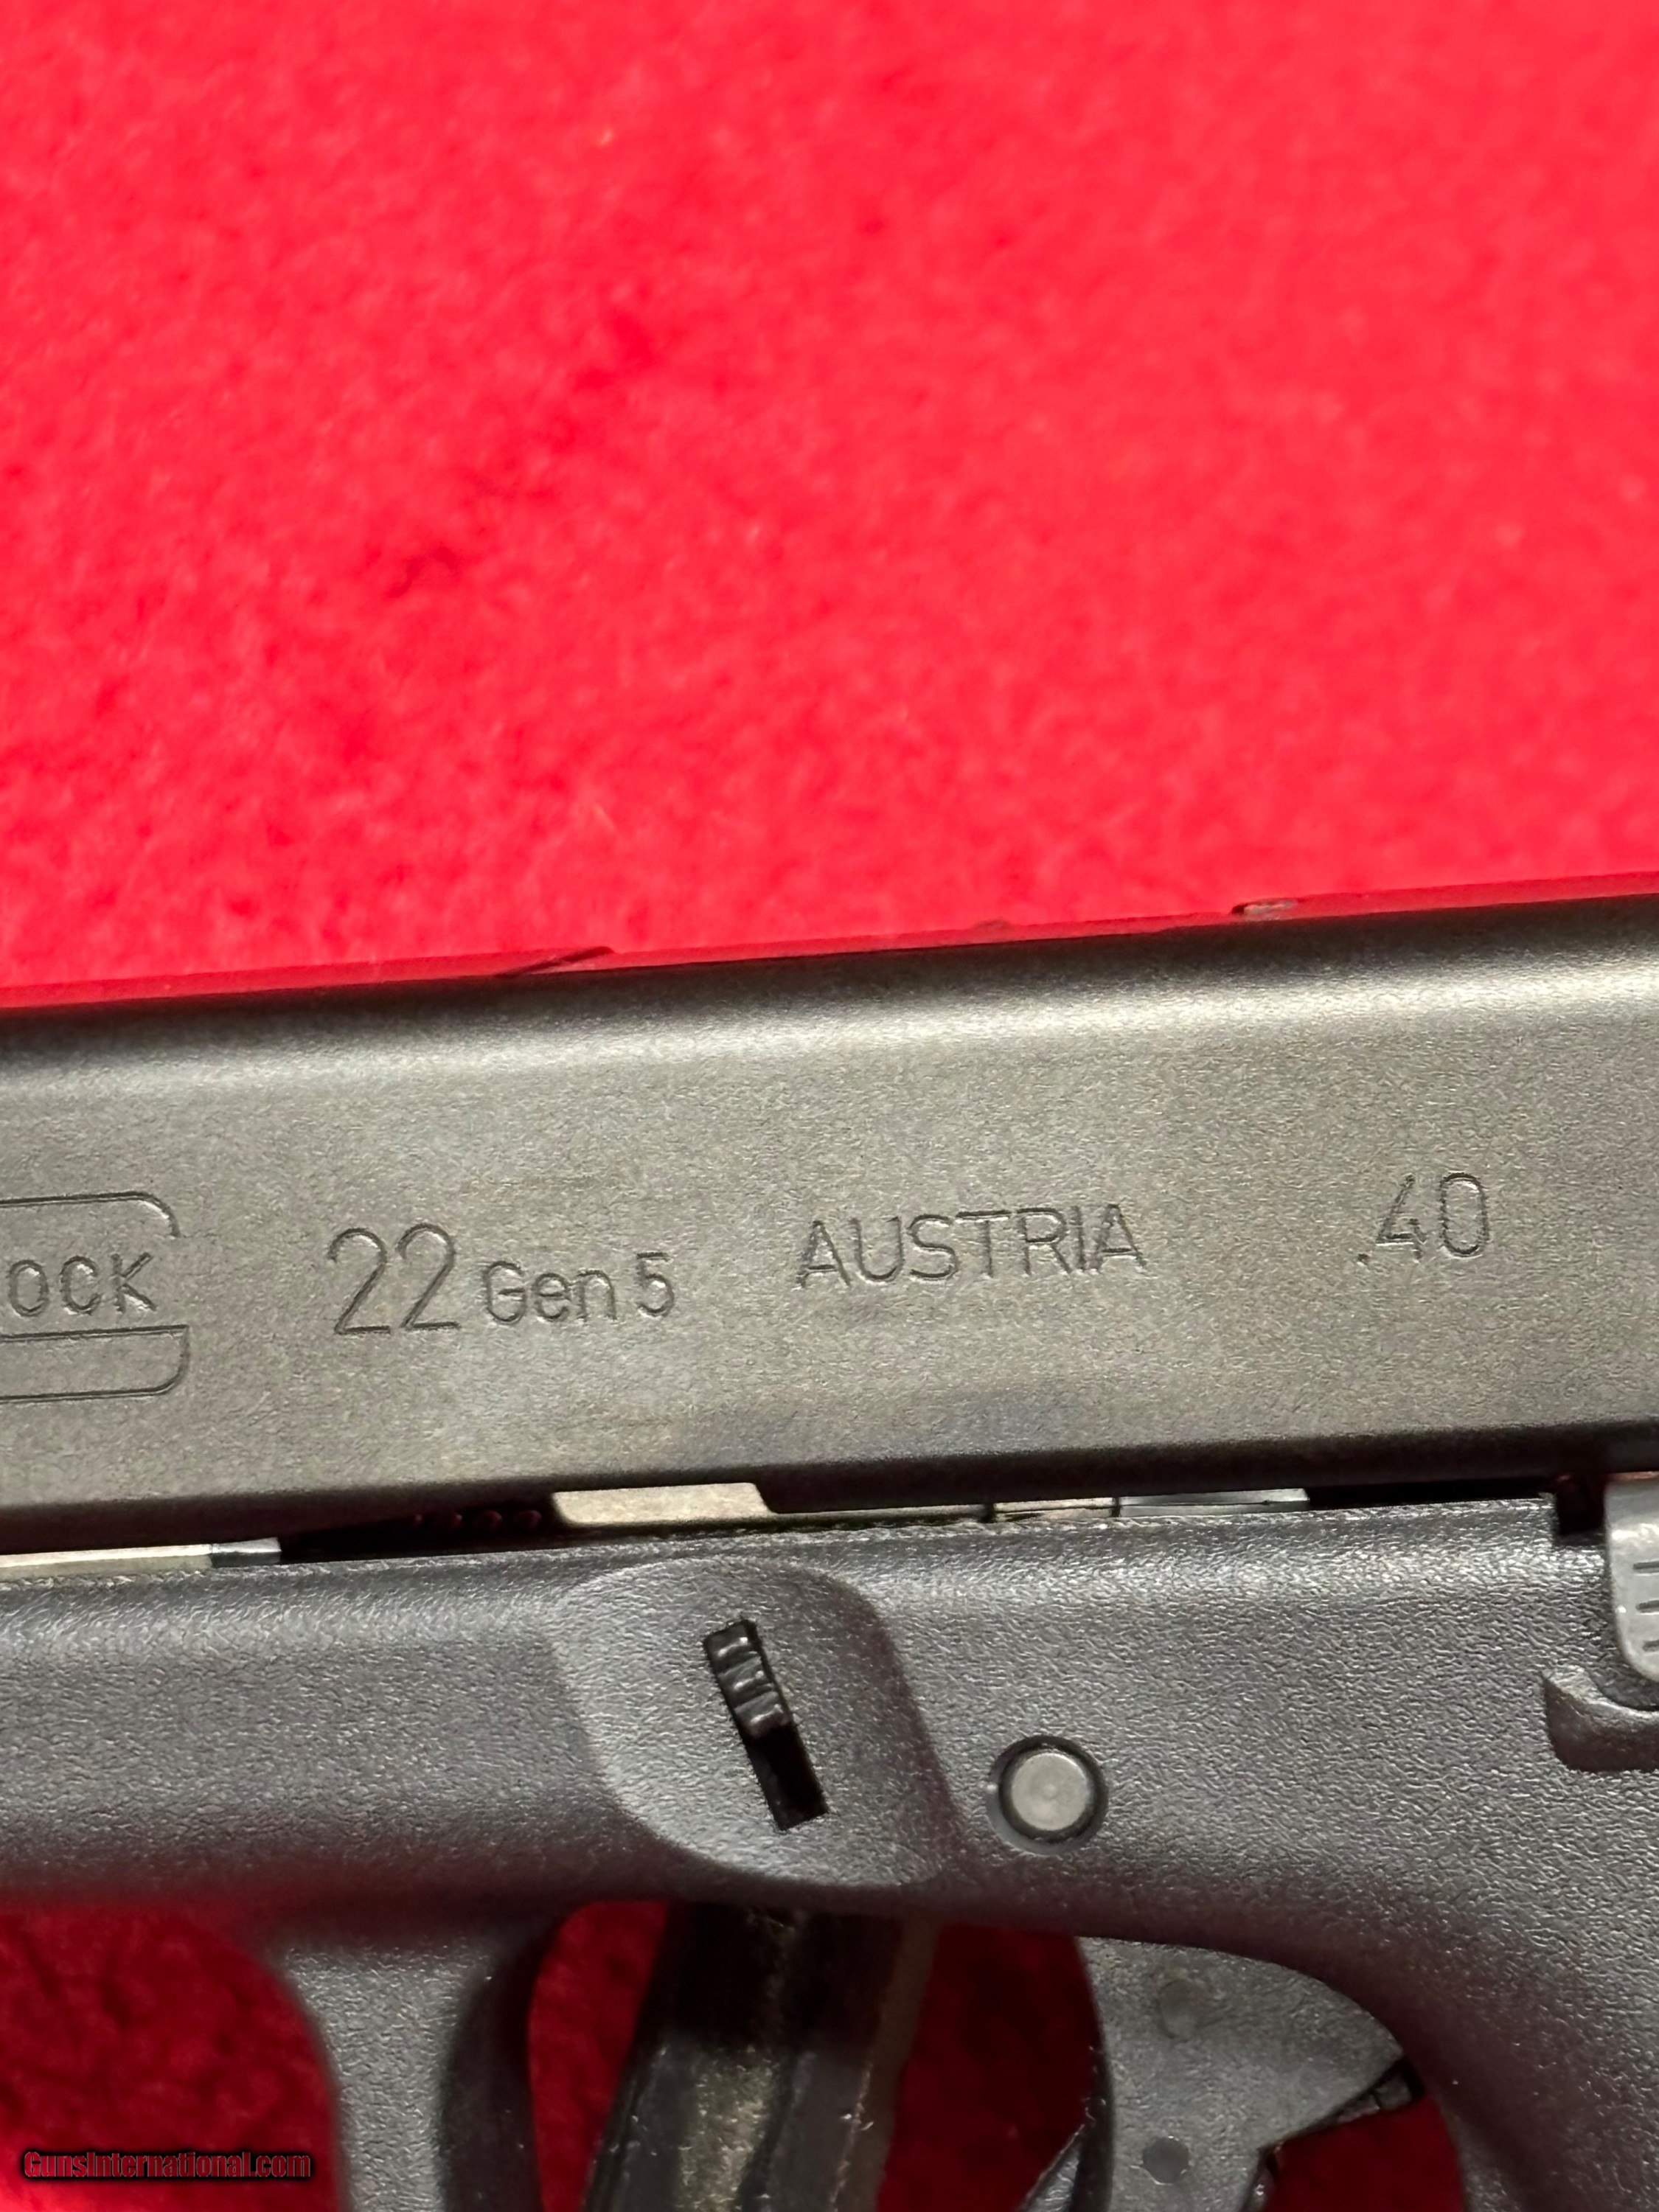 OCK 22 Gen 5 AUSTRIA .40
GunsInternational.com